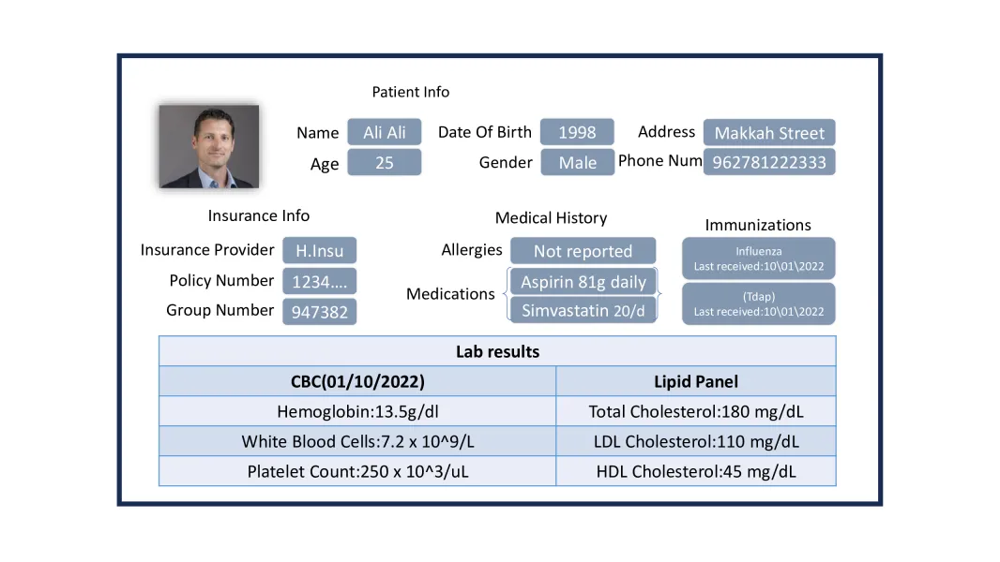 Patient Info
Name Ali Ali Date Of Birth 1998 Address Makkah Street
Age 25 Gender Male Phone Num 962781222333
Insurance Info
Medical History
Immunizations
Insurance Provider H.Insu
Policy Number 1234....
Group Number 947382
Allergies Not reported
Medications Aspirin 81g daily
Simvastatin 20/d
Influenza
Last received:10\01\2022
(Tdap)
Last received:10\01\2022
Lab results
CBC(01/10/2022) Lipid Panel
Hemoglobin:13.5g/dl Total Cholesterol:180 mg/dL
White Blood Cells:7.2 x 10^9/L LDL Cholesterol:110 mg/dL
Platelet Count:250 x 10^3/uL HDL Cholesterol:45 mg/dL